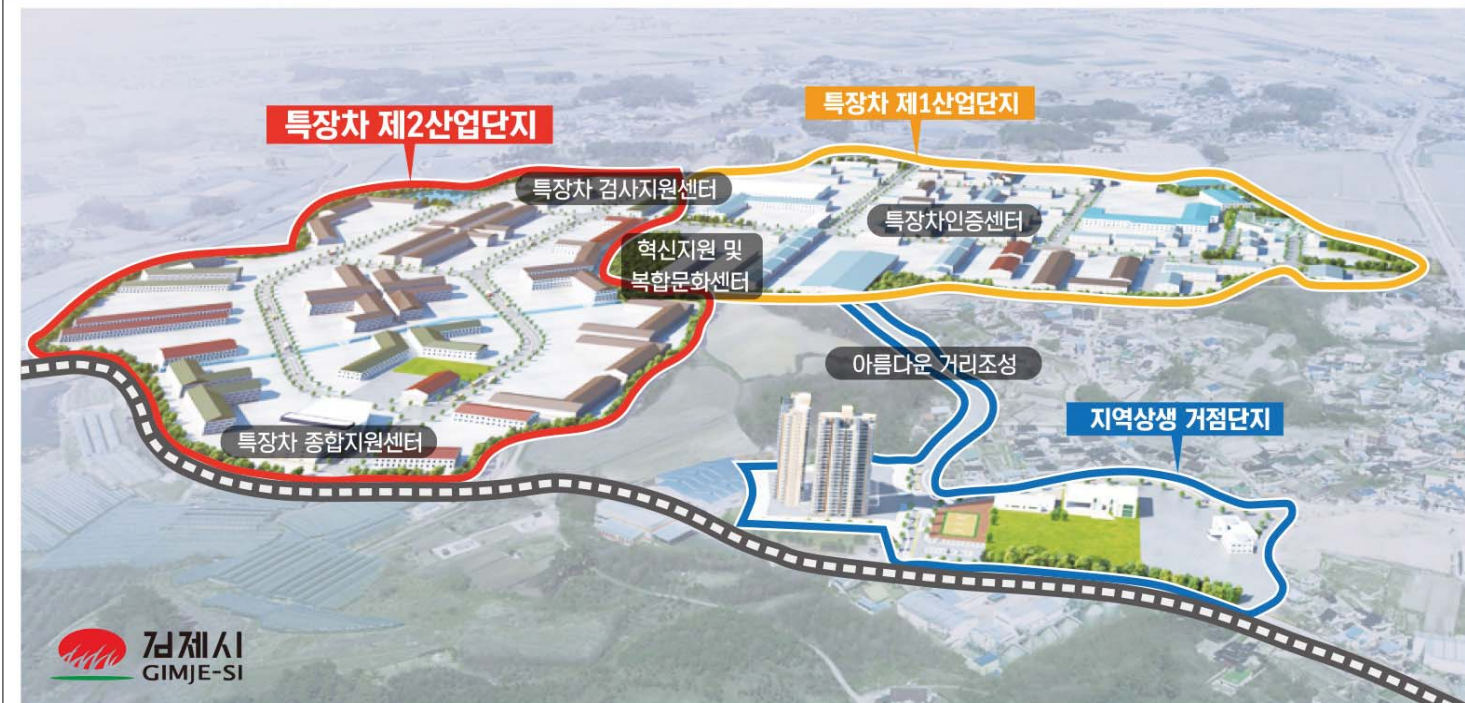 특장차 제2산업단지
특장차 제1산업단지
특장차 검사지원센터
특장차인증센터
혁신지원 및
복합문화센터
아름다운 거리조성
지역상생 거점단지
특장차 종합지원센터
김제시
GIMJE-SI